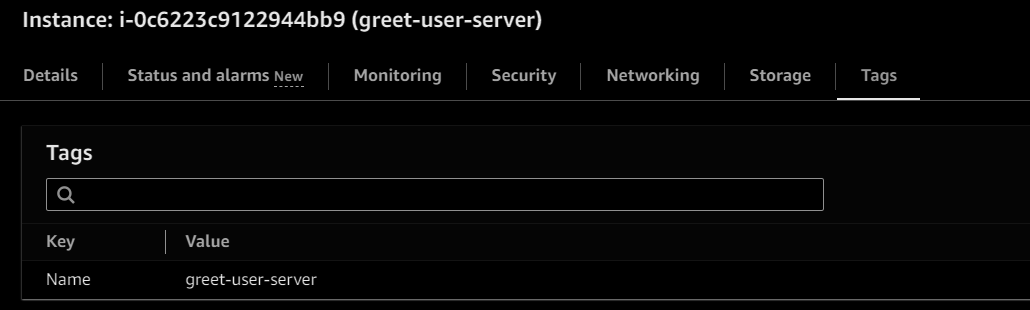 Instance: i-0c6223c9122944bb9 (greet-user-server)
Details Status and alarms New Monitoring Security Networking Storage Tags
Tags
Key Value
Name greet-user-server